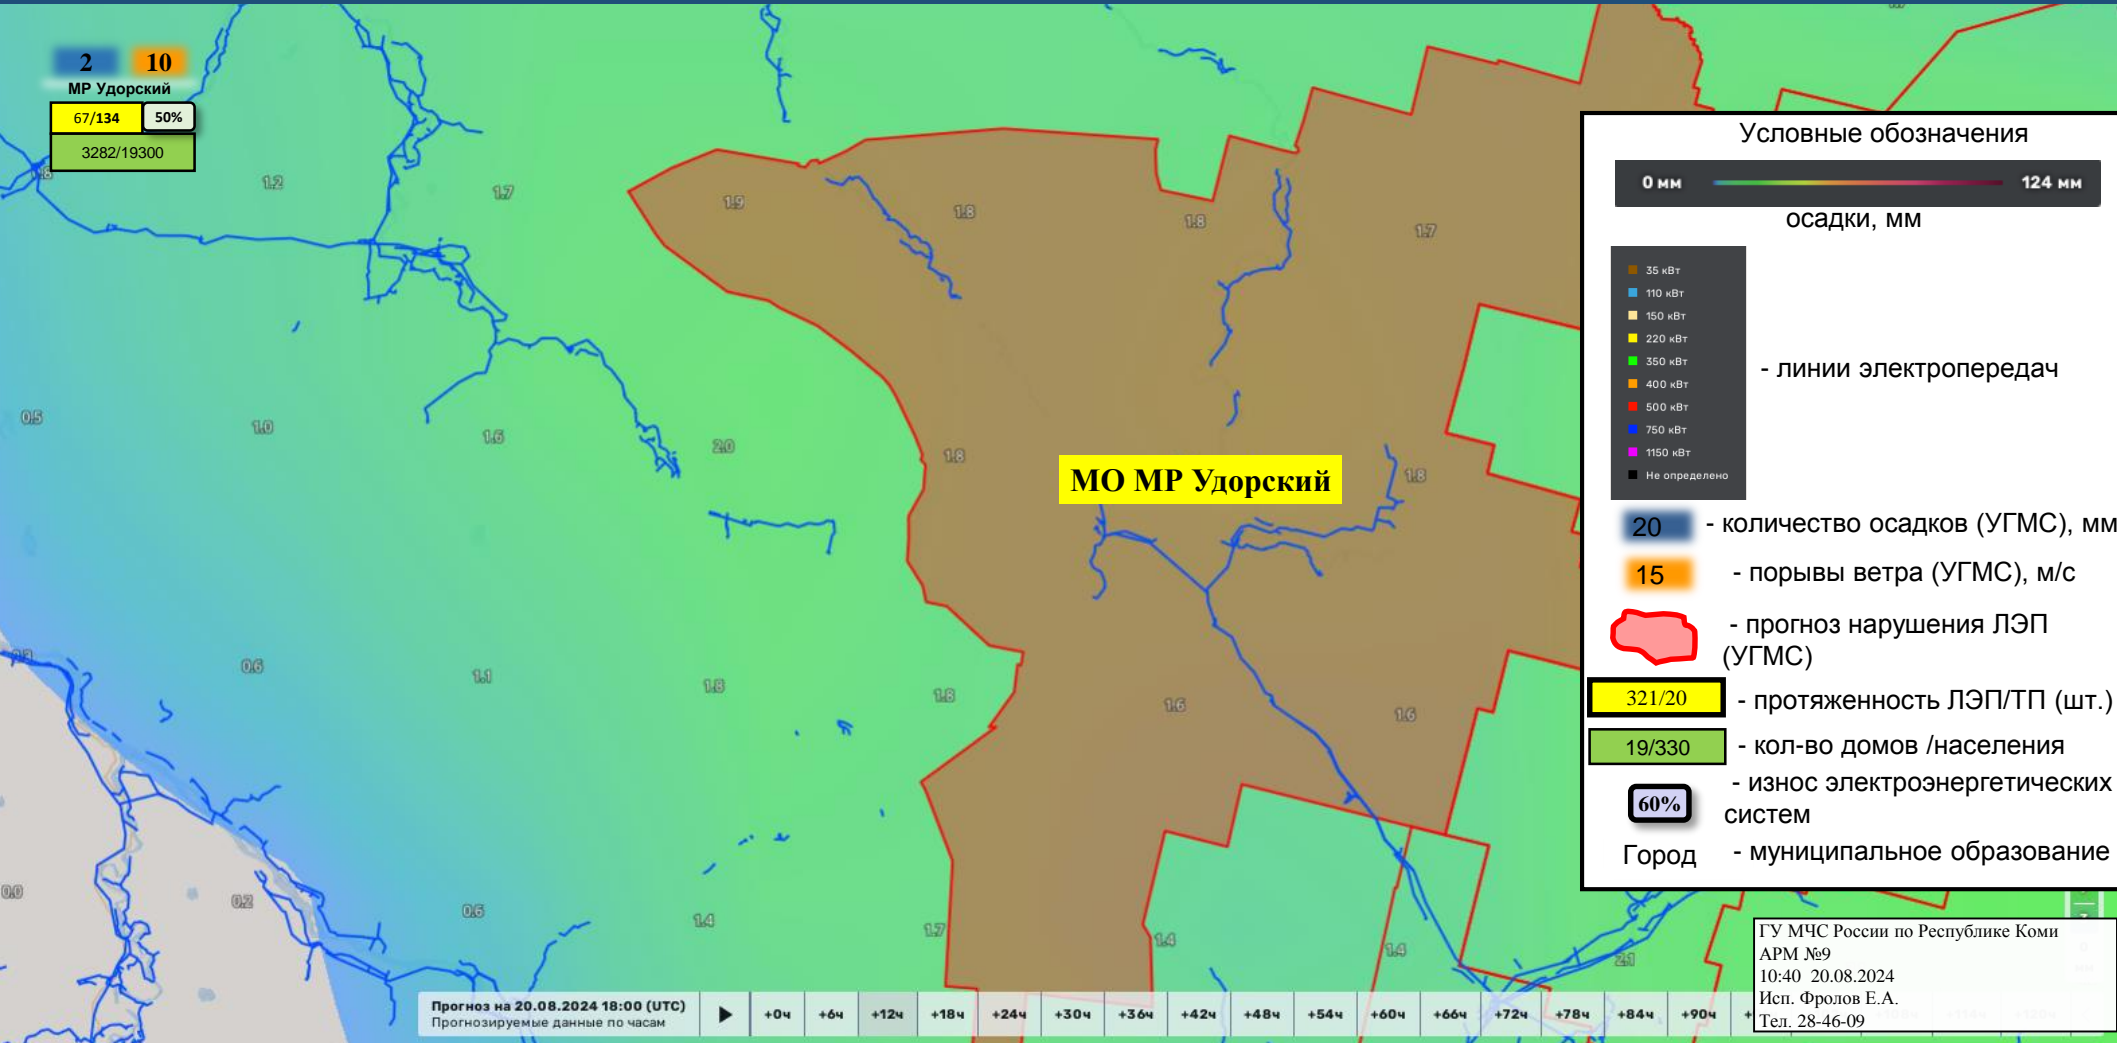 2 10
МР Удорский
67/134 50%
3282/19300
1.2
1.7
1.9
1.8
1.8
1.7
0.5
1.0
1.6
2.0
1.8
1.8
МО МР Удорский
0.6
1.1
1.8
1.8
1.6
1.6
0.0
0.2
0.6
1.4
1.7
1.4
1.4
2.1
Условные обозначения
0 мм 124 мм
осадки, мм
35 кВт
110 кВт
150 кВт
220 кВт
350 кВт
400 кВт
500 кВт
750 кВт
1150 кВт
Не определено
- линии электропередач
20 - количество осадков (УГМС), мм
15 - порывы ветра (УГМС), м/с
- прогноз нарушения ЛЭП
(УГМС)
321/20 - протяженность ЛЭП/ТП (шт.)
19/330 - кол-во домов /населения
60% - износ электроэнергетических
систем
Город - муниципальное образование
ГУ МЧС России по Республике Коми
АРМ №9
10:40 20.08.2024
Исп. Фролов Е.А.
Тел. 28-46-09
Прогноз на 20.08.2024 18:00 (UTC)
Прогнозируемые данные по часам
+0ч +6ч +12ч +18ч +24ч +30ч +36ч +42ч +48ч +54ч +60ч +66ч +72ч +78ч +84ч +90ч